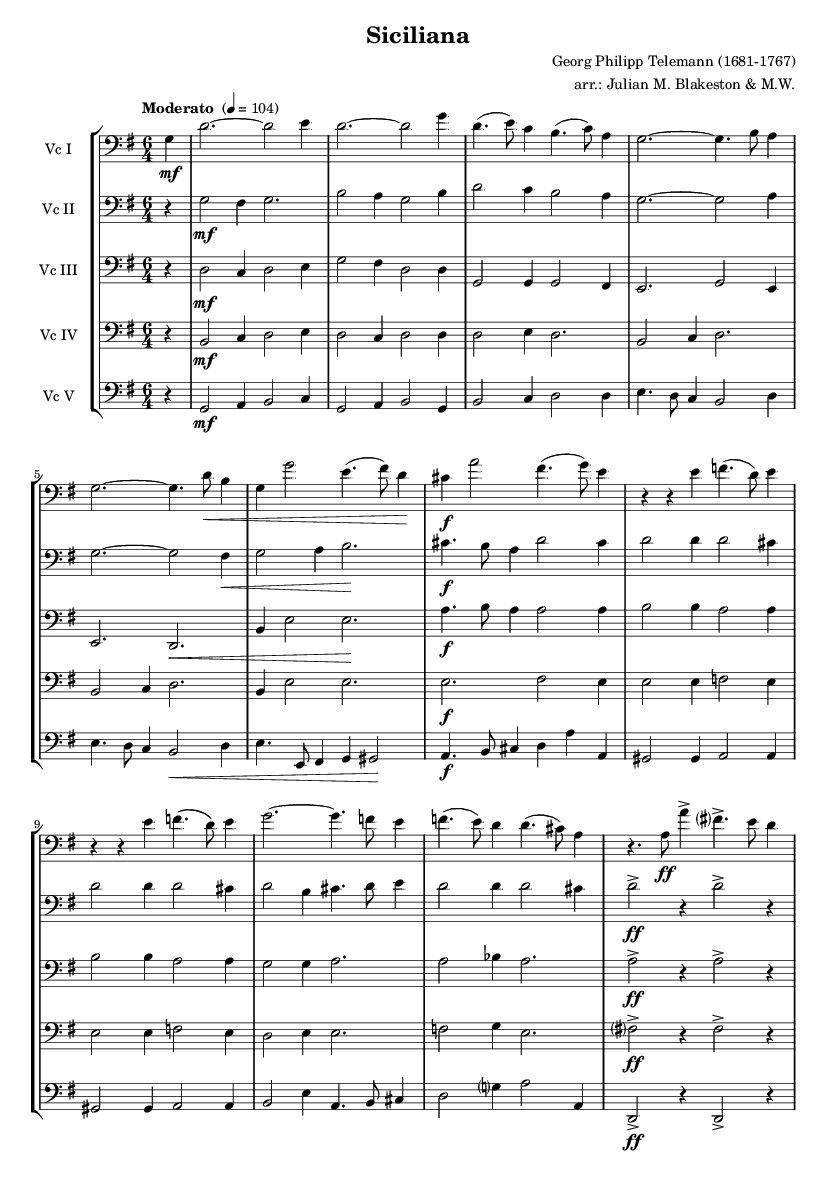 Siciliana
Georg Philipp Telemann (1681-1767)
arr.: Julian M. Blakeston & M.W.
Moderato (♩ = 104)
Vc I
mf
Vc II
mf
Vc III
mf
Vc IV
mf
Vc V
mf
5
f
f
f
f
f
9
ff
ff
ff
ff
ff